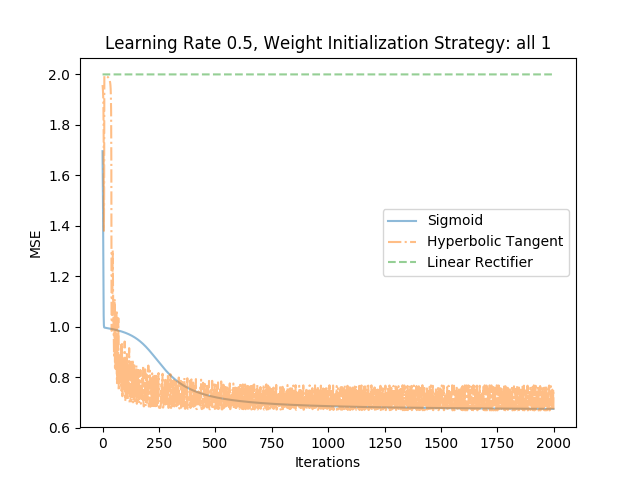 Learning Rate 0.5, Weight Initialization Strategy: all 1
2.0
1.8
1.6
1.4
1.2
1.0
0.8
0.6
MSE
Sigmoid
Hyperbolic Tangent
Linear Rectifier
0 250 500 750 1000 1250 1500 1750 2000
Iterations